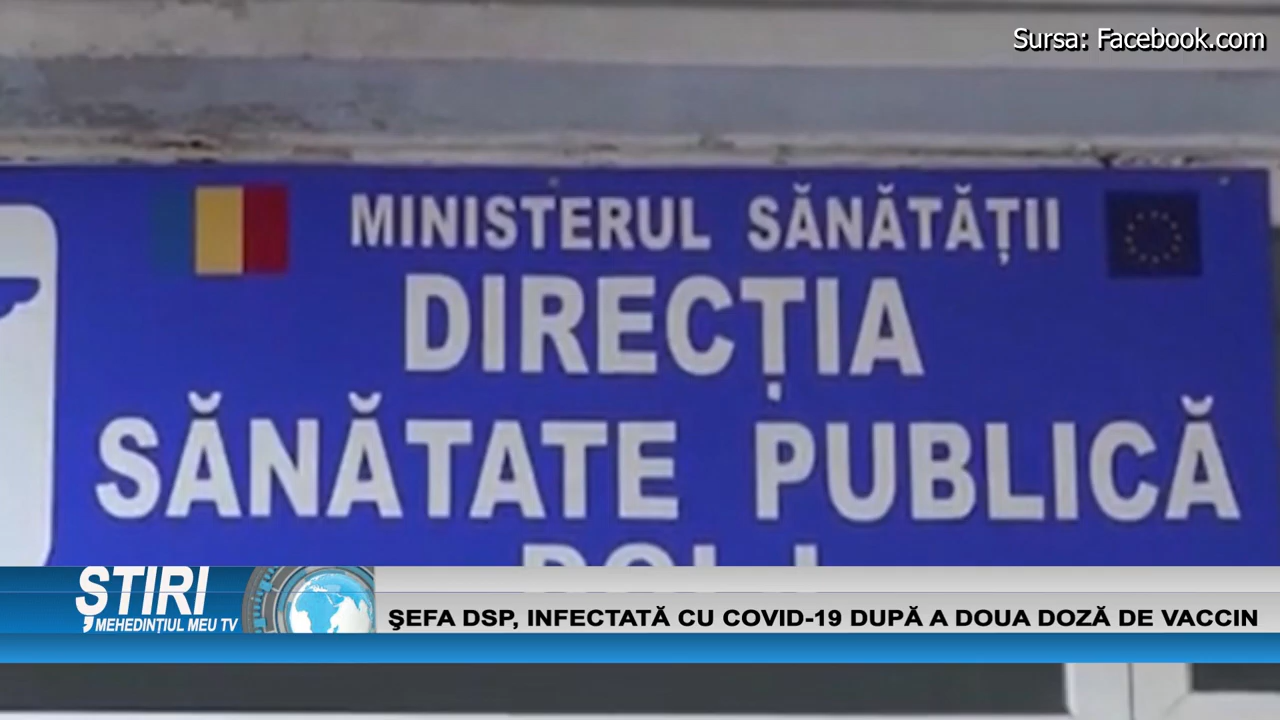 Sursa: Facebook.com
MINISTERUL SĂNĂTĂȚII
DIRECȚIA
SĂNĂTATE PUBLICĂ
ȘTIRI
MEHEDINȚIUL MEU TV
ŞEFA DSP, INFECTATĂ CU COVID-19 DUPĂ A DOUA DOZĂ DE VACCIN